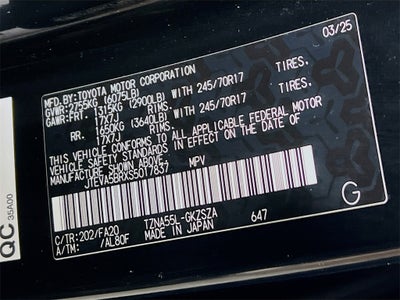 MFD.BY:TOYOTA MOTOR CORPORATION 03/25
GVWR:2755KG (6075LB)
GAWR:FRT. 1315KG (2900LB) WITH 245/70R17 TIRES.
17X7J
RR. 1650KG (3640LB) WITH 245/70R17 TIRES.
17X7J
THIS VEHICLE CONFORMS TO ALL APPLICABLE FEDERAL MOTOR
VEHICLE SAFETY STANDARDS IN EFFECT ON THE DATE OF
MANUFACTURE SHOWN ABOVE.
MPV
C/TR:202/FA20 TZNA55L-GKZSZA
A/TM: /AL80F MADE IN JAPAN 647
G
QC 35A00